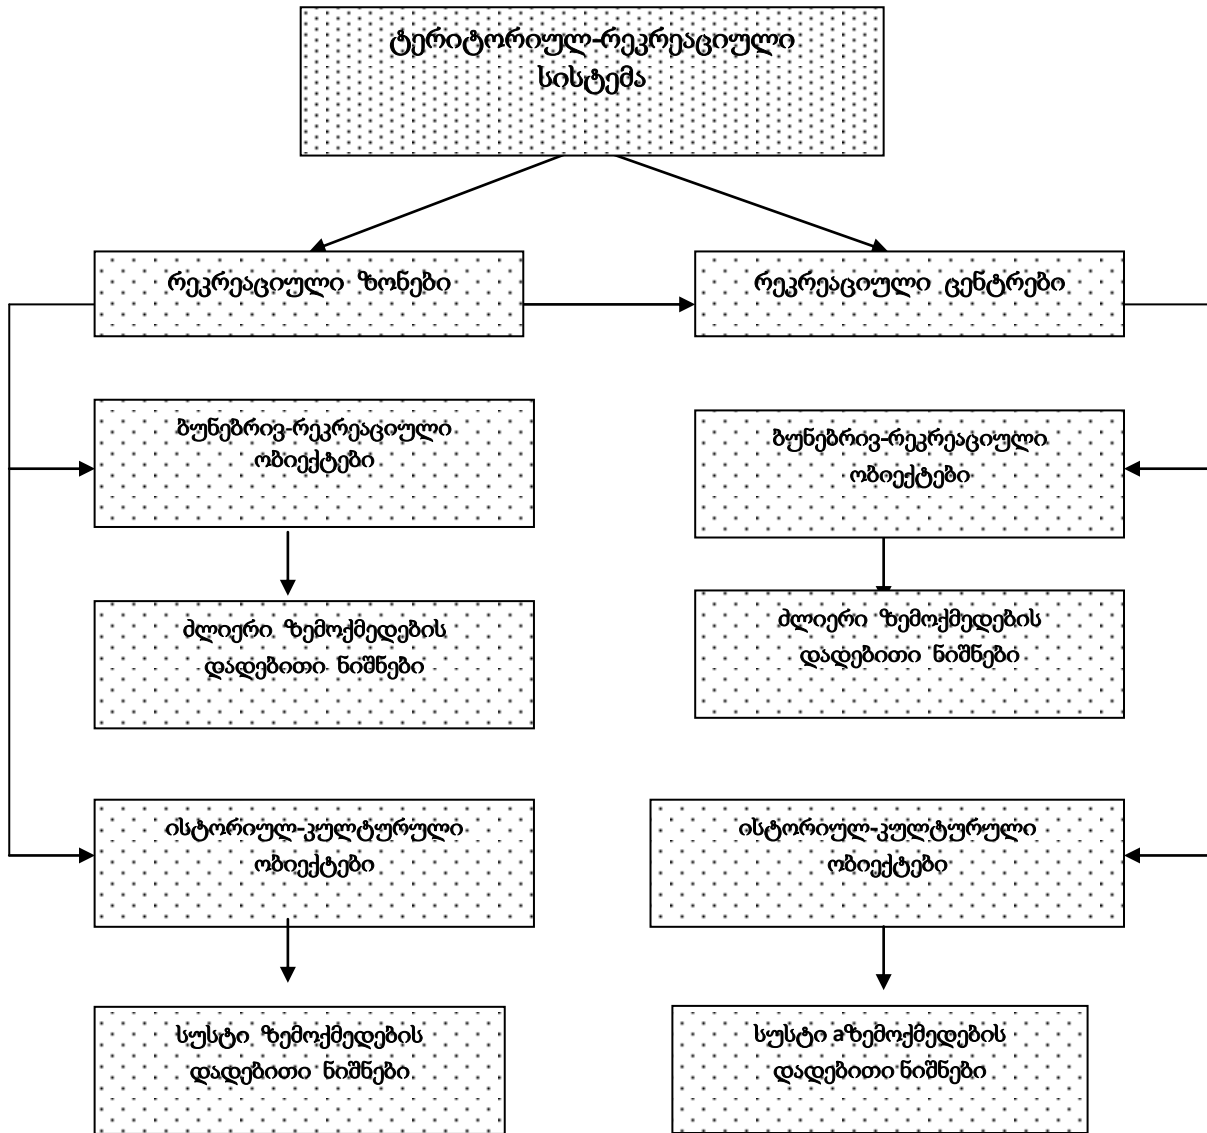 ტერიტორიულ-რეკრეაციული
სისტემა
რეკრეაციული ზონები
რეკრეაციული ცენტრები
ბუნებრივ-რეკრეაციული
ობიექტები
ბუნებრივ-რეკრეაციული
ობიექტები
ძლიერი ზემოქმედების
დადებითი ნიშნები
ძლიერი ზემოქმედების
დადებითი ნიშნები
ისტორიულ-კულტურული
ობიექტები
ისტორიულ-კულტურული
ობიექტები
სუსტი ზემოქმედების
დადებითი ნიშნები
სუსტი aზემოქმედების
დადებითი ნიშნები